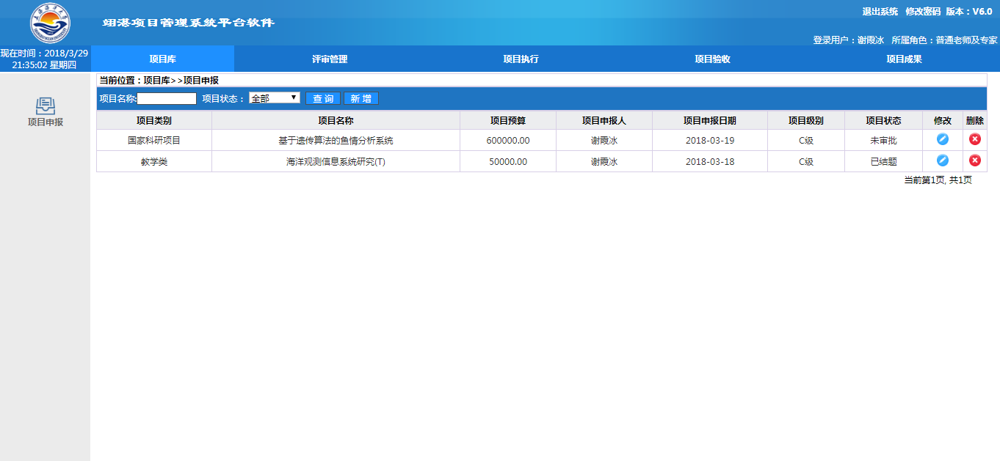 退出系统 修改密码 版本：V6.0
上海海洋大学
SHANGHAI OCEAN UNIVERSITY
翊港项目管理系统平台软件
登录用户：谢霞冰 所属角色：普通老师及专家
现在时间：2018/3/29
21:35:02 星期四
项目库 评审管理 项目执行 项目验收 项目成果
当前位置：项目库>>项目申报
项目申报
项目名称: 项目状态： 全部 查 询 新 增
项目类别 项目名称 项目预算 项目申报人 项目申报日期 项目级别 项目状态 修改 删除
国家科研项目 基于遗传算法的鱼情分析系统 600000.00 谢霞冰 2018-03-19 C级 未审批
教学类 海洋观测信息系统研究(T) 50000.00 谢霞冰 2018-03-18 C级 已结题
当前第1页, 共1页